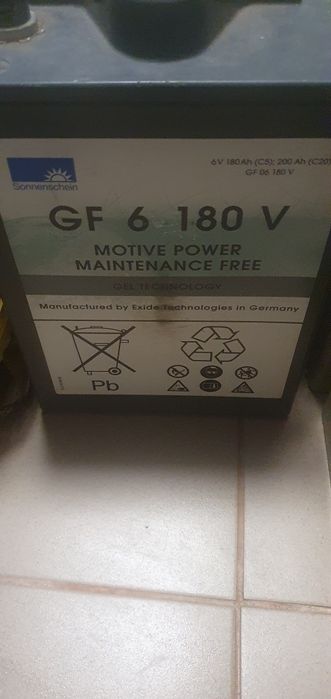 6V 180Ah (C5); 200 Ah (C20)
GF 06 180 V
Sonnenschein
GF 6 180 V
MOTIVE POWER
MAINTENANCE FREE
GEL TECHNOLOGY
Manufactured by Exide Technologies in Germany
Pb